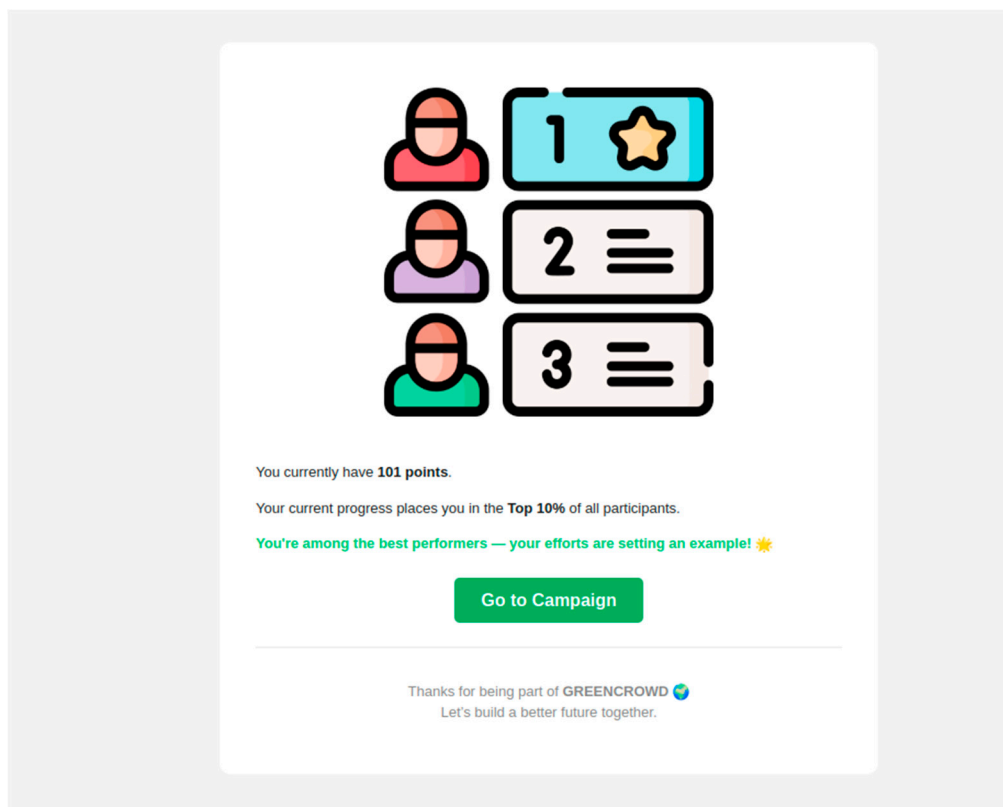 1
2
3
You currently have 101 points.
Your current progress places you in the Top 10% of all participants.
You're among the best performers — your efforts are setting an example! 🌟
Go to Campaign
Thanks for being part of GREENCROWD 🌍
Let's build a better future together.